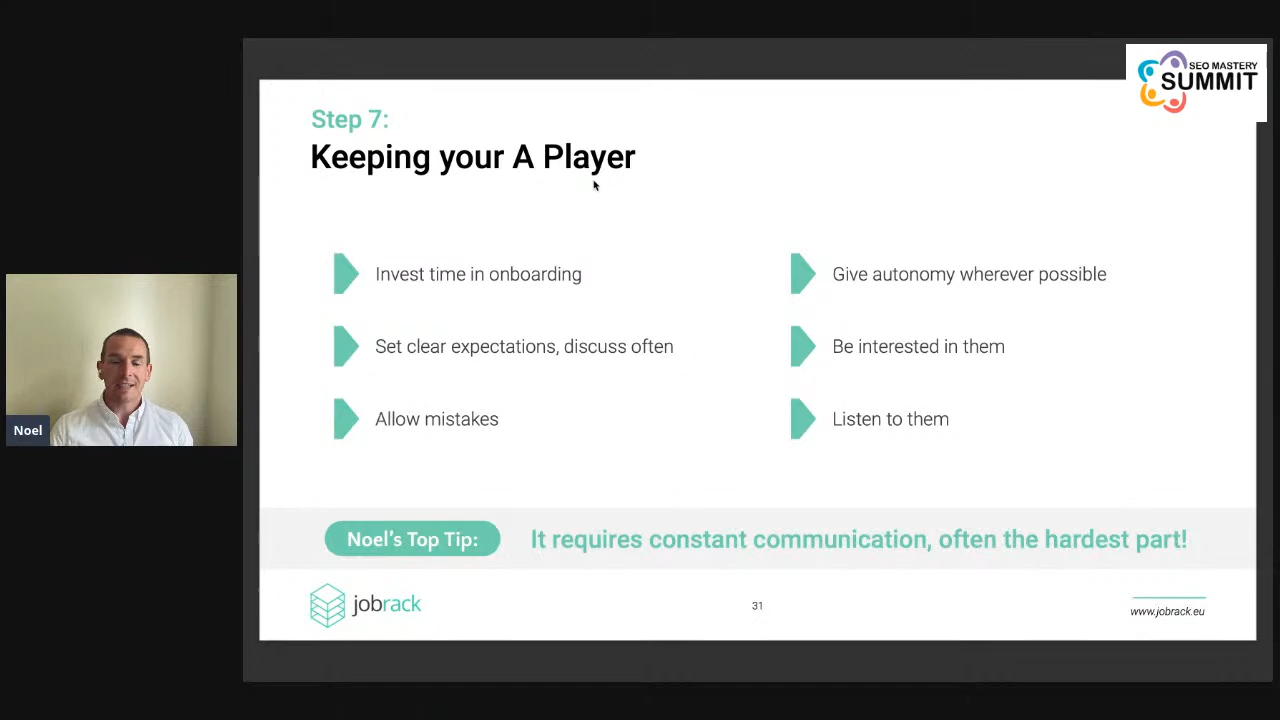 SEO MASTERY
SUMMIT
Step 7:
Keeping your A Player
Invest time in onboarding
Give autonomy wherever possible
Set clear expectations, discuss often
Be interested in them
Allow mistakes
Listen to them
Noel
Noel's Top Tip:
It requires constant communication, often the hardest part!
jobrack
31
www.jobrack.eu